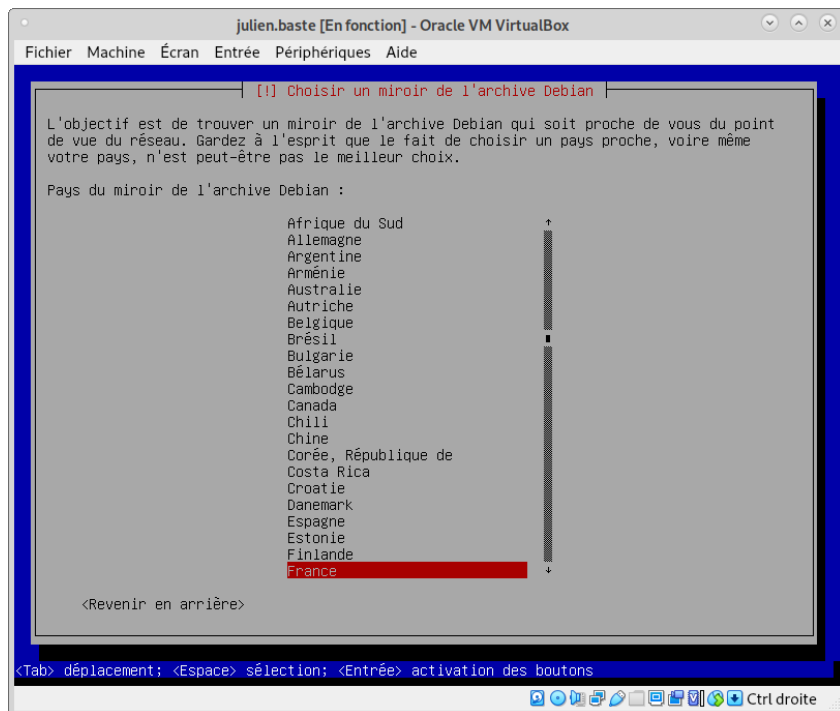 julien.baste [En fonction] - Oracle VM VirtualBox
Fichier Machine Écran Entrée Périphériques Aide
[!] Choisir un miroir de l'archive Debian
L'objectif est de trouver un miroir de l'archive Debian qui soit proche de vous du point
de vue du réseau. Gardez à l'esprit que le fait de choisir un pays proche, voire même
votre pays, n'est peut-être pas le meilleur choix.
Pays du miroir de l'archive Debian :
Afrique du Sud
Allemagne
Argentine
Arménie
Australie
Autriche
Belgique
Brésil
Bulgarie
Bélarus
Cambodge
Canada
Chili
Chine
Corée, République de
Costa Rica
Croatie
Danemark
Espagne
Estonie
Finlande
France
<Revenir en arrière>
<Tab> déplacement; <Espace> sélection; <Entrée> activation des boutons
Ctrl droite